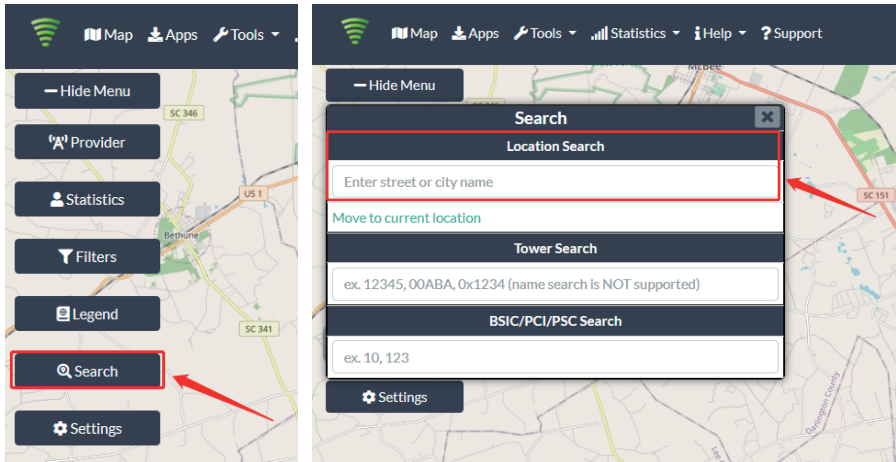 Map Apps Tools
Hide Menu
SC 346
Provider
Statistics
US 1
Bethune
Filters
Legend
SC 341
Search
Settings
Map Apps Tools Statistics Help Support
McBee
Hide Menu
Search
Location Search
Enter street or city name
SC 151
Move to current location
Tower Search
ex. 12345, 00ABA, 0x1234 (name search is NOT supported)
BSIC/PCI/PSC Search
ex. 10, 123
Settings
Darlington County